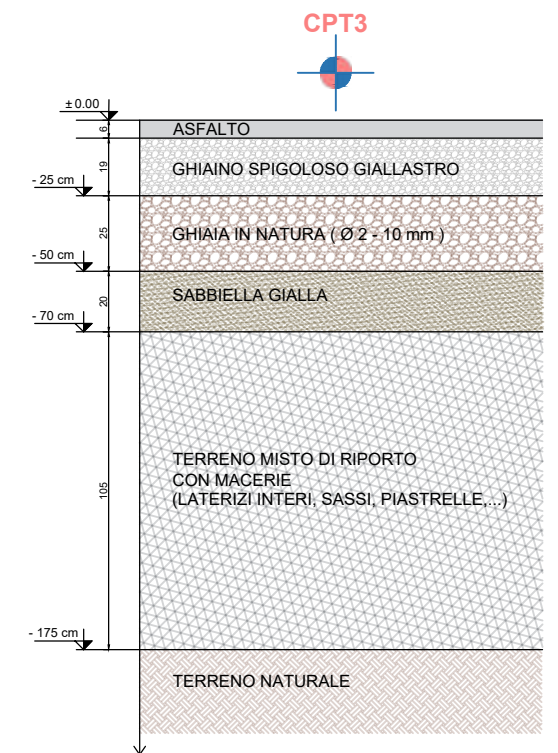 CPT3
± 0.00
6
ASFALTO
19
GHIAINO SPIGOLOSO GIALLASTRO
- 25 cm
25
GHIAIA IN NATURA ( Ø 2 - 10 mm )
- 50 cm
20
SABBIELLA GIALLA
- 70 cm
105
TERRENO MISTO DI RIPORTO
CON MACERIE
(LATERIZI INTERI, SASSI, PIASTRELLE,...)
- 175 cm
TERRENO NATURALE